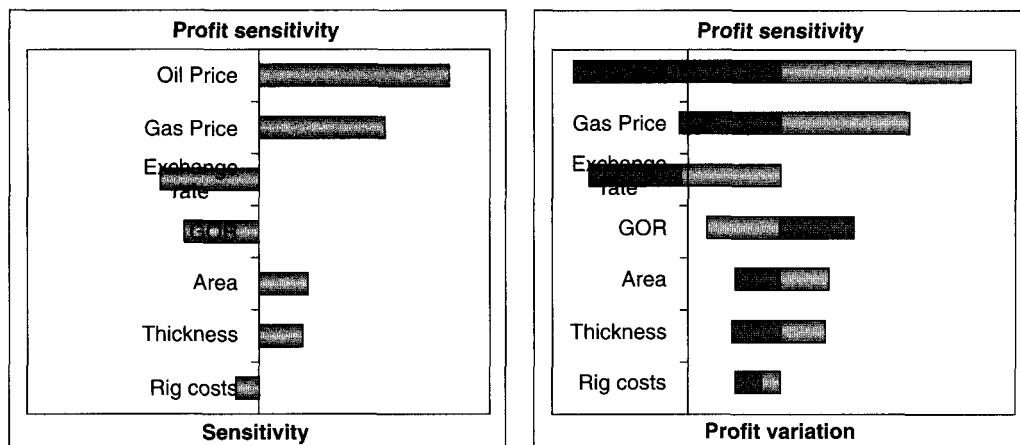 Profit sensitivity
Oil Price
Gas Price
Exchange
rate
GOR
Area
Thickness
Rig costs
Sensitivity
Profit sensitivity
Gas Price
Exchange
rate
GOR
Area
Thickness
Rig costs
Profit variation